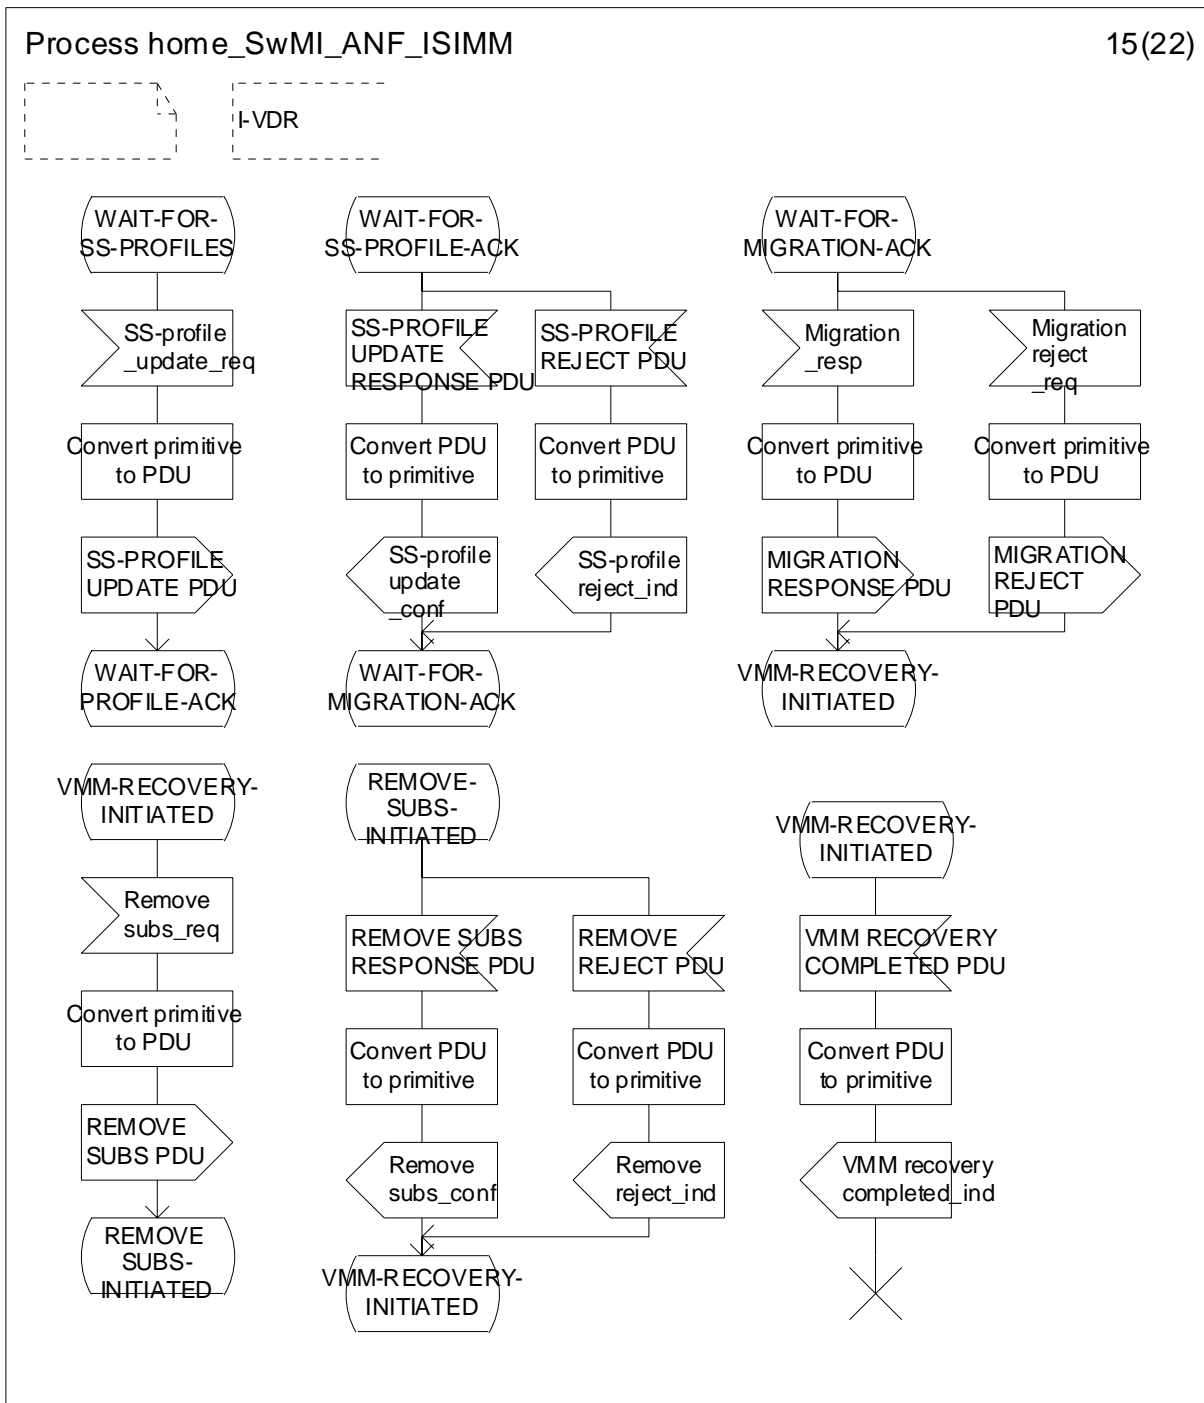 Process home_SwMI_ANF_ISIMM
15(22)
I-VDR
WAIT-FOR-
SS-PROFILES
SS-profile
_update_req
Convert primitive
to PDU
SS-PROFILE
UPDATE PDU
WAIT-FOR-
PROFILE-ACK
WAIT-FOR-
SS-PROFILE-ACK
SS-PROFILE
UPDATE
RESPONSE PDU
Convert PDU
to primitive
SS-profile
update
_conf
SS-PROFILE
REJECT PDU
Convert PDU
to primitive
SS-profile
reject_ind
WAIT-FOR-
MIGRATION-ACK
WAIT-FOR-
MIGRATION-ACK
Migration
_resp
Convert primitive
to PDU
MIGRATION
RESPONSE PDU
Migration
reject
_req
Convert primitive
to PDU
MIGRATION
REJECT
PDU
VMM-RECOVERY-
INITIATED
VMM-RECOVERY-
INITIATED
Remove
subs_req
Convert primitive
to PDU
REMOVE
SUBS PDU
REMOVE
SUBS-
INITIATED
REMOVE-
SUBS-
INITIATED
REMOVE SUBS
RESPONSE PDU
Convert PDU
to primitive
Remove
subs_conf
REMOVE
REJECT PDU
Convert PDU
to primitive
Remove
reject_ind
VMM-RECOVERY-
INITIATED
VMM-RECOVERY-
INITIATED
VMM RECOVERY
COMPLETED PDU
Convert PDU
to primitive
VMM recovery
completed_ind